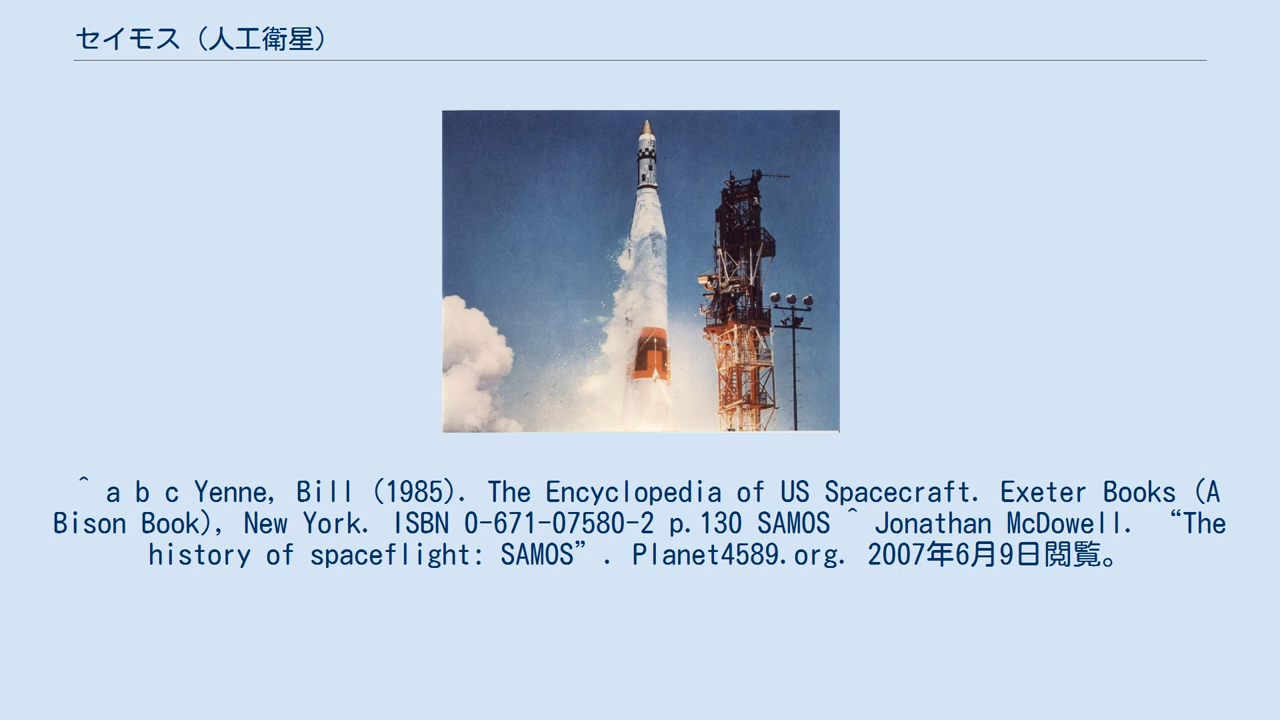 セイモス（人工衛星）
^ a b c Yenne, Bill (1985). The Encyclopedia of US Spacecraft. Exeter Books (A
Bison Book), New York. ISBN 0-671-07580-2 p.130 SAMOS ^ Jonathan McDowell. “The
history of spaceflight: SAMOS”. Planet4589.org. 2007年6月9日閲覧。